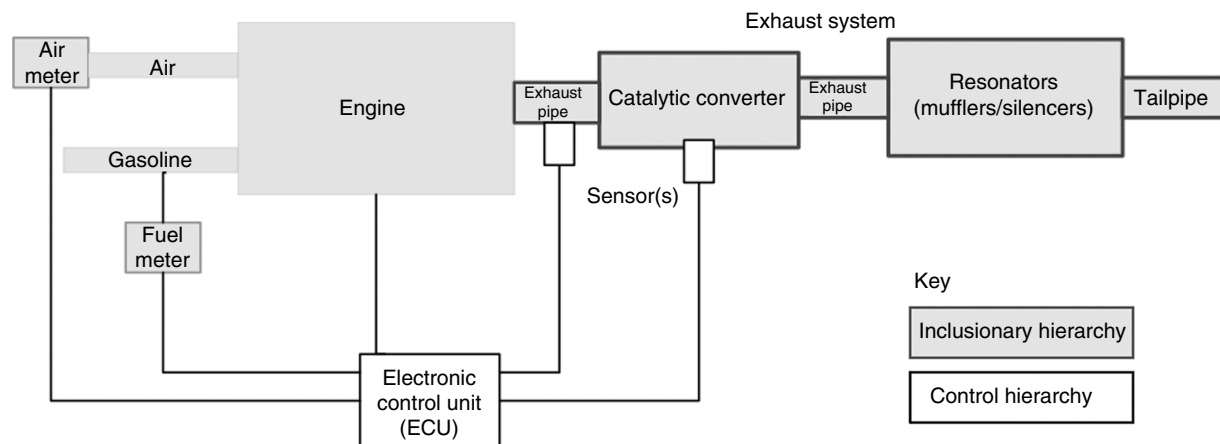 Exhaust system
Air
meter
Air
Engine
Exhaust
pipe
Catalytic converter
Exhaust
pipe
Resonators
(mufflers/silencers)
Tailpipe
Gasoline
Sensor(s)
Fuel
meter
Key
Inclusionary hierarchy
Electronic
control unit
(ECU)
Control hierarchy